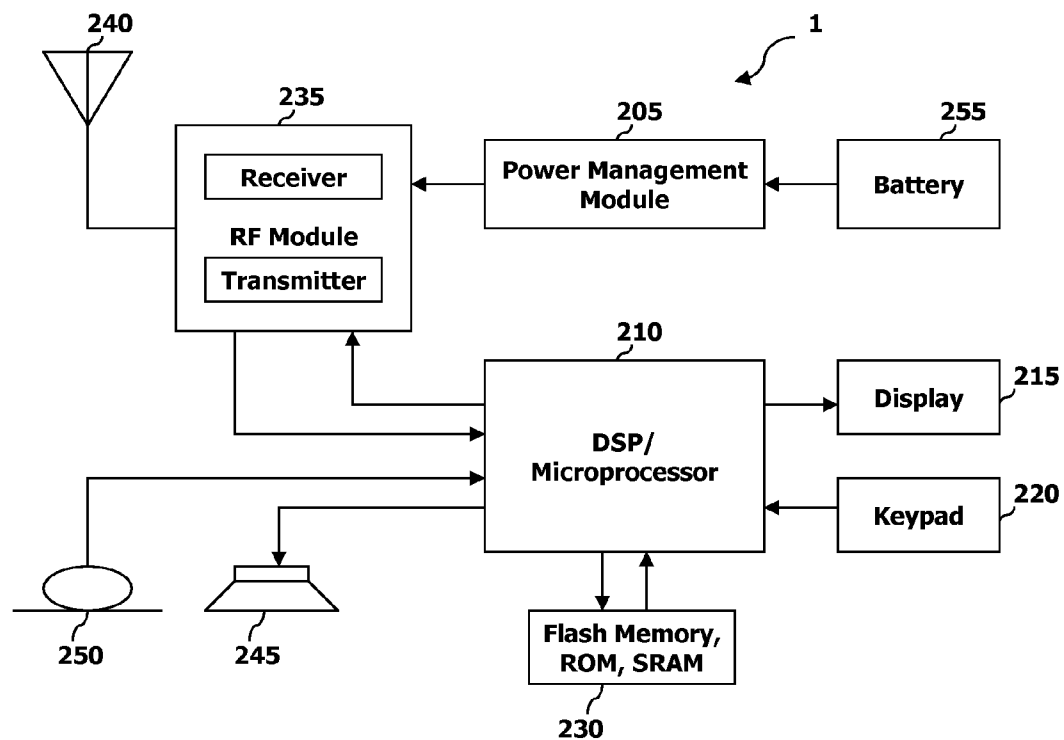 240
1
235
205
255
Receiver
RF Module
Transmitter
Power Management
Module
Battery
210
215
DSP/
Microprocessor
Display
220
Keypad
250
245
Flash Memory,
ROM, SRAM
230